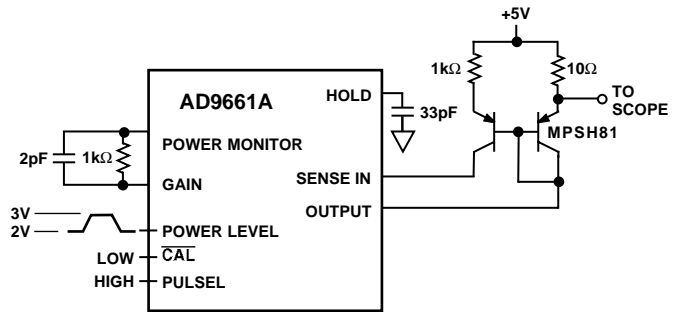 +5V
1kΩ
10Ω
TO
SCOPE
AD9661A
HOLD
33pF
MPSH81
POWER MONITOR
2pF
1kΩ
GAIN
SENSE IN
OUTPUT
3V
2V
POWER LEVEL
LOW
CAL
HIGH
PULSEL